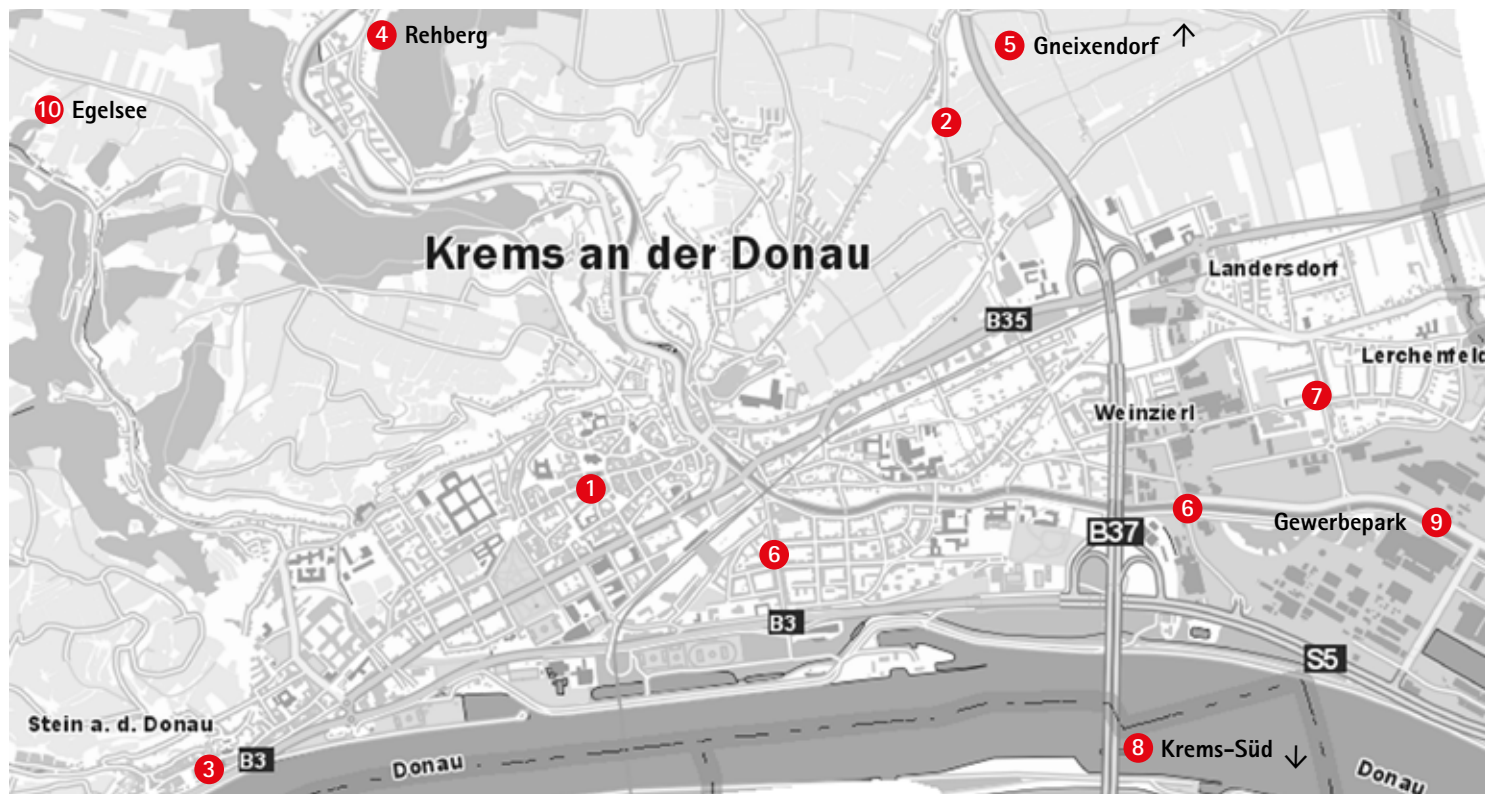 4 Rehberg
5 Gneixendorf ↑
10 Egelsee
2
Krems an der Donau
Landersdorf
B35
Lerchenfeld
7
Weinzierl
1
6
Gewerbepark 9
B37
6
B3
S5
Stein a. d. Donau
8 Krems-Süd ↓
3
B3
Donau
Donau